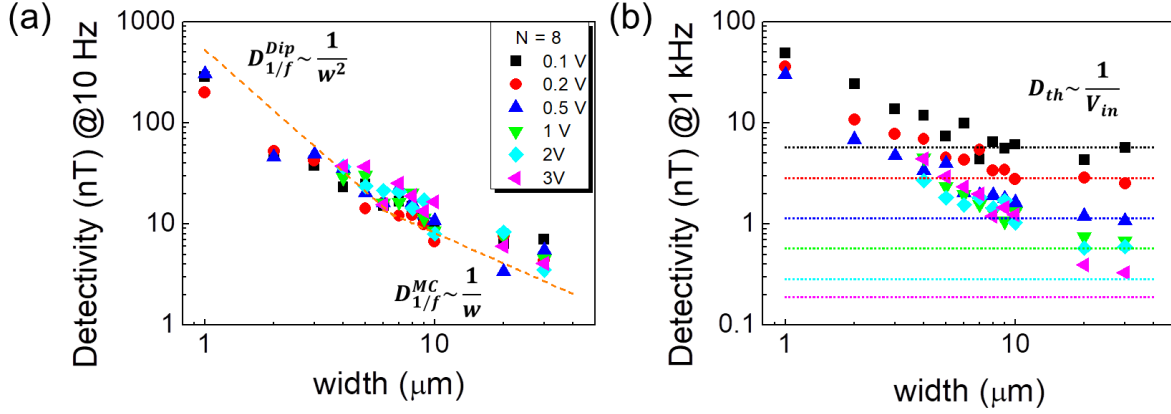 (a)
Detectivity (nT) @10 Hz
1000
100
10
1
D^{Dip}_{1/f} ~ 1/w^2
D^{MC}_{1/f} ~ 1/w
N = 8
0.1 V
0.2 V
0.5 V
1 V
2V
3V
1
10
width (μm)
(b)
Detectivity (nT) @1 kHz
100
10
1
0.1
D_{th} ~ 1/V_{in}
1
10
width (μm)